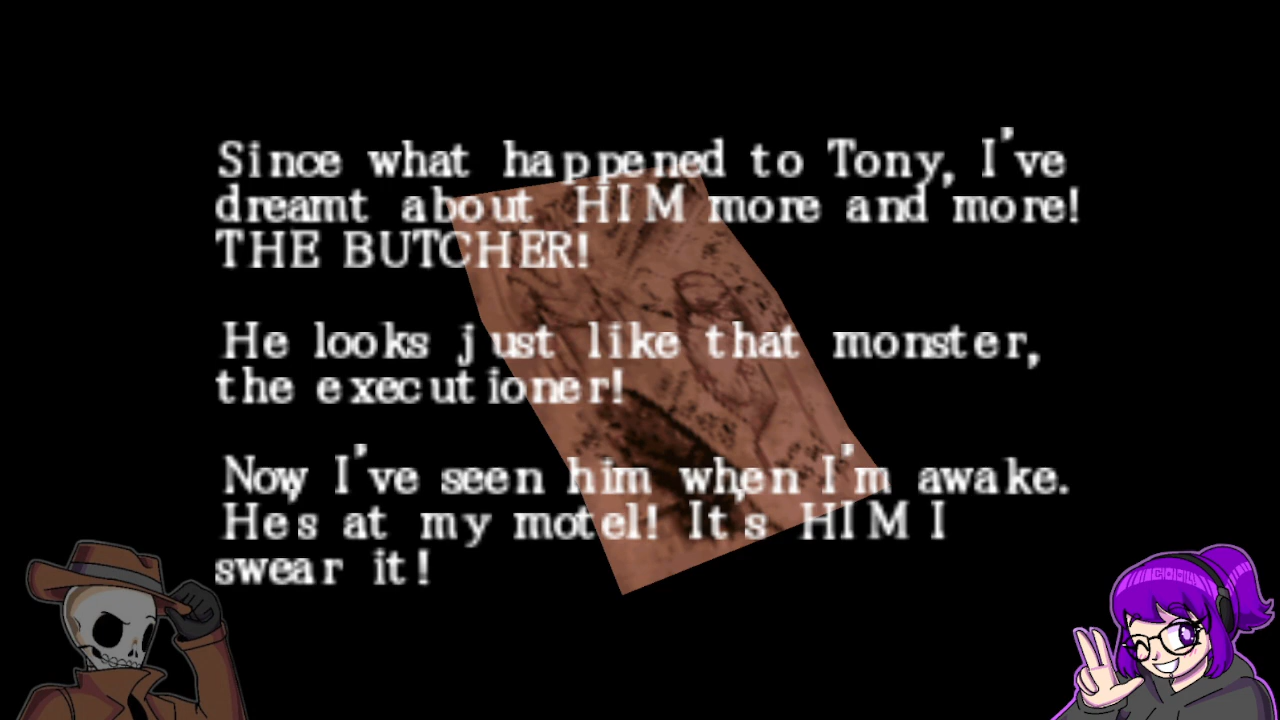 Since what happened to Tony, I've
dreamt about HIM more and more!
THE BUTCHER!
He looks just like that monster,
the executioner!
Now, I've seen him when I'm awake.
He's at my motel! It's HIM I
swear it!